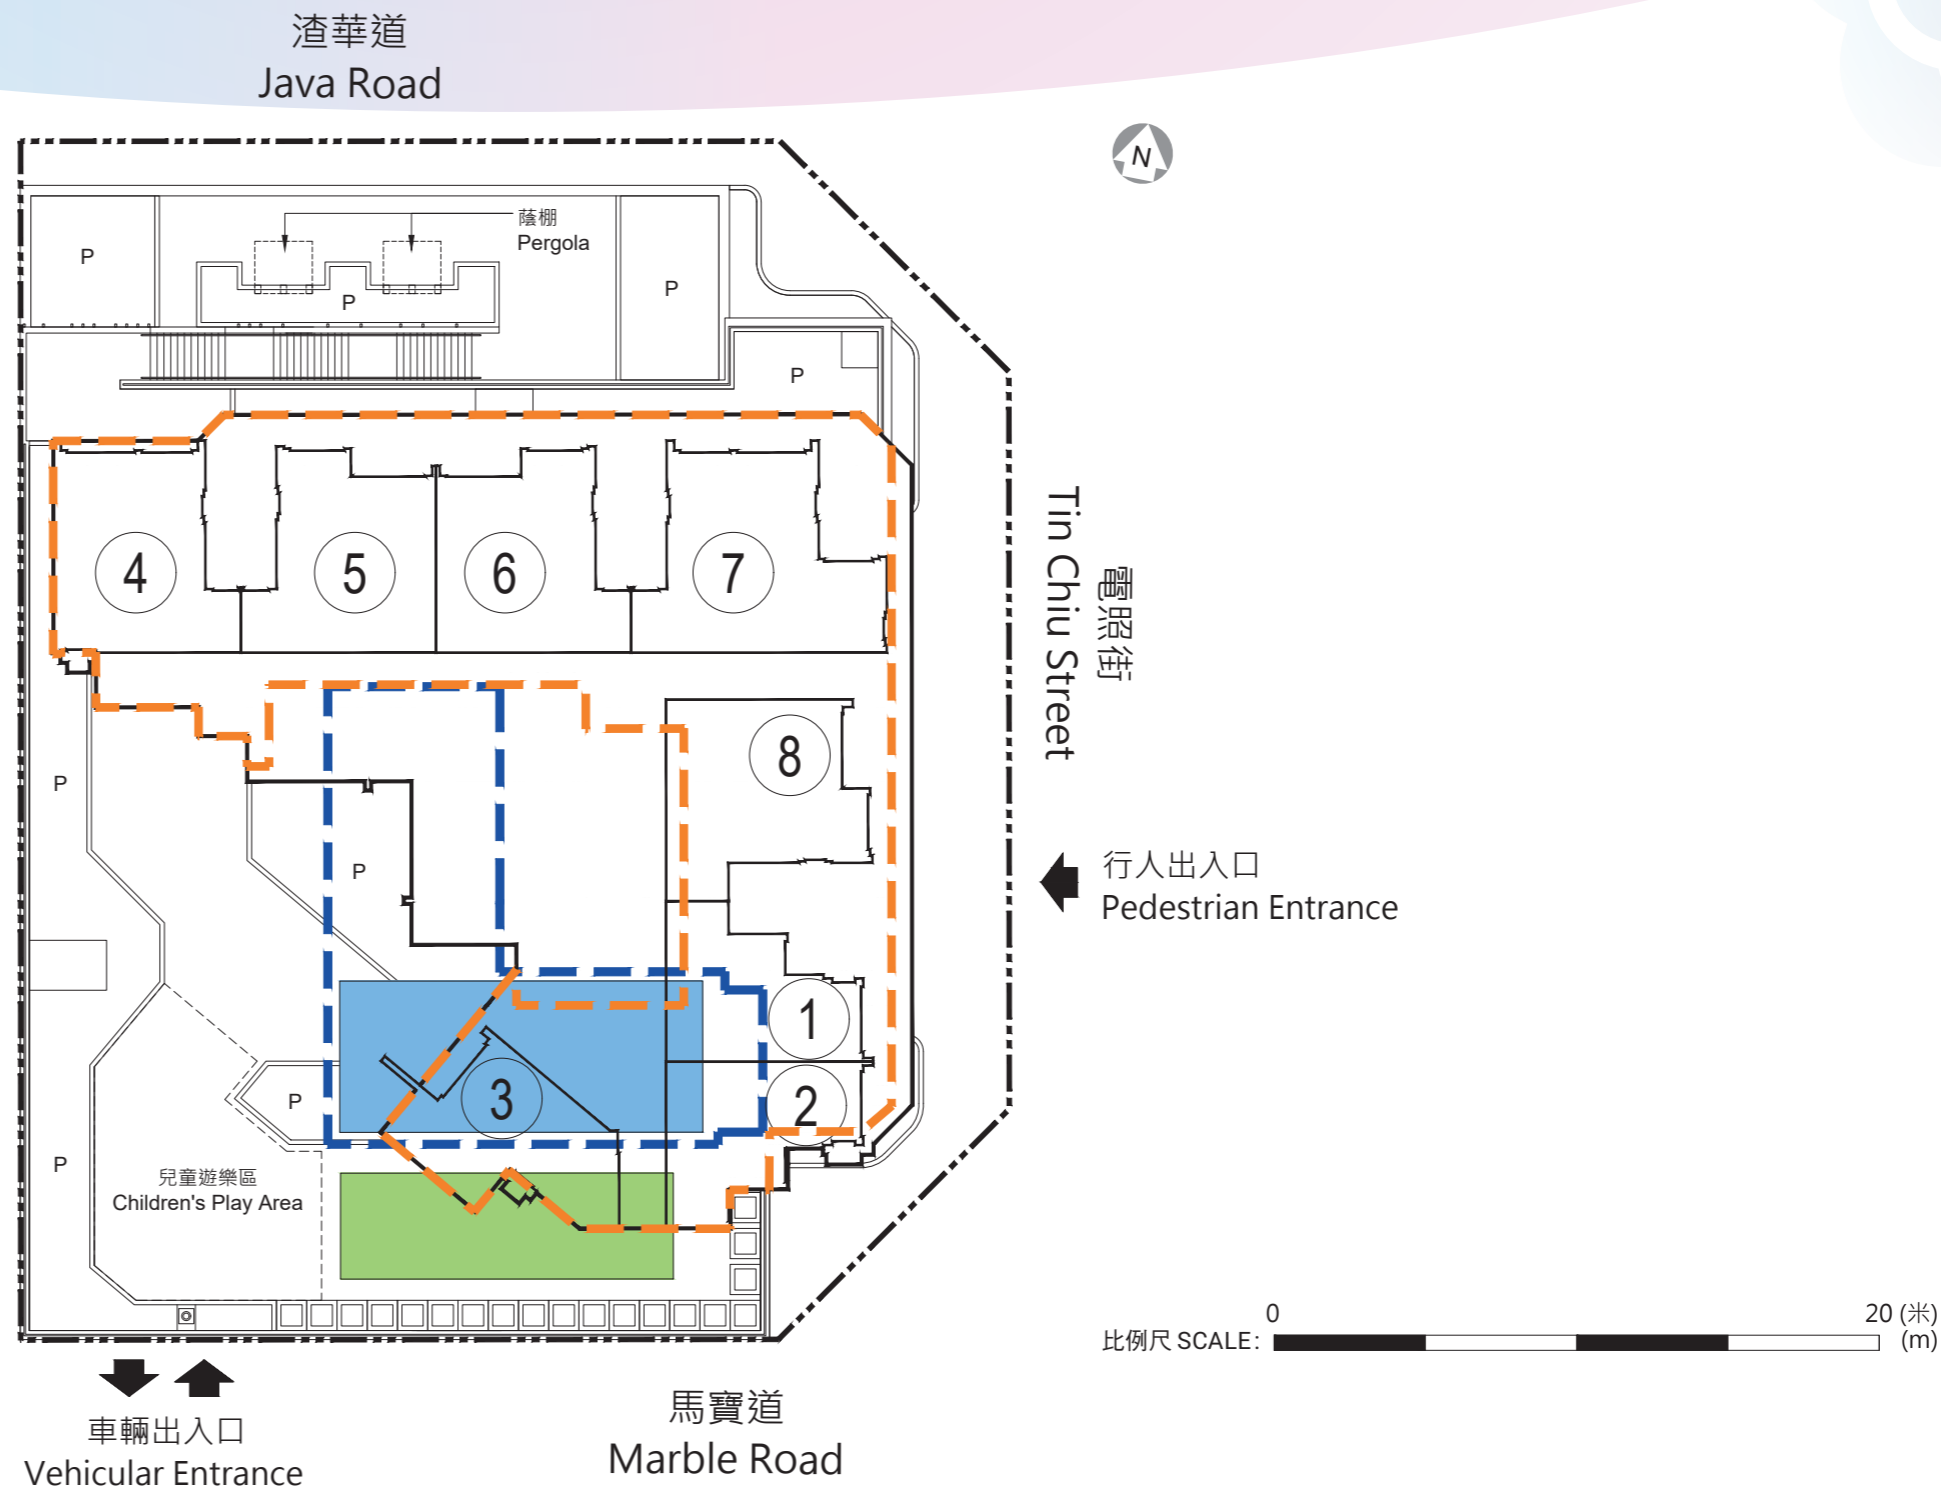 渣華道
Java Road
N
蔭棚
Pergola
P
P
P
P
4
5
6
7
電照街
Tin Chiu Street
8
P
P
行人出入口
Pedestrian Entrance
1
2
3
P
P
兒童遊樂區
Children's Play Area
0
20 (米)
比例尺 SCALE:
(m)
車輛出入口
Vehicular Entrance
馬寶道
Marble Road